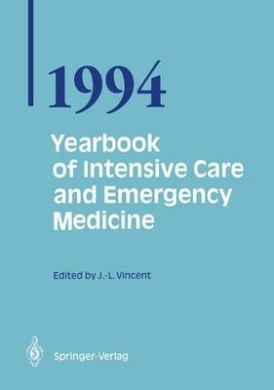 1994
Yearbook
of Intensive Care
and Emergency
Medicine
Edited by J.-L. Vincent
Springer-Verlag